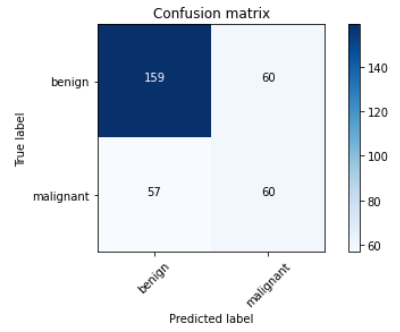 Confusion matrix
benign
159
60
malignant
57
60
benign
malignant
True label
Predicted label
140
120
100
80
60